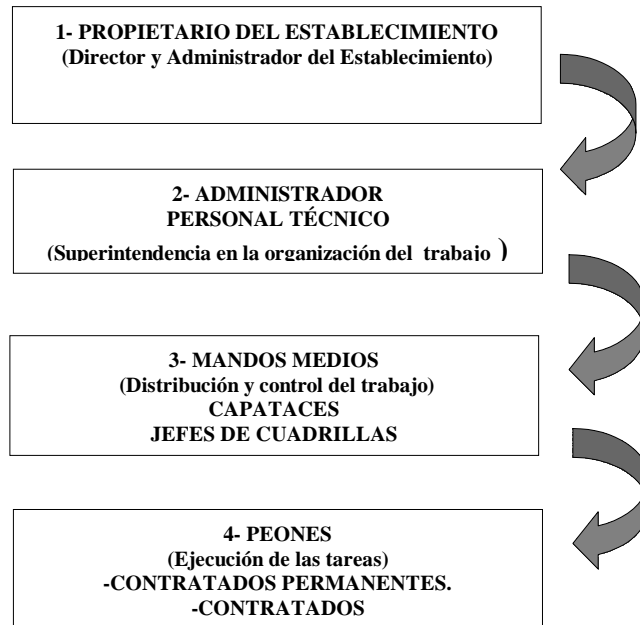 1- PROPIETARIO DEL ESTABLECIMIENTO
(Director y Administrador del Establecimiento)
2- ADMINISTRADOR
PERSONAL TÉCNICO
(Superintendencia en la organización del trabajo )
3- MANDOS MEDIOS
(Distribución y control del trabajo)
CAPATACES
JEFES DE CUADRILLAS
4- PEONES
(Ejecución de las tareas)
-CONTRATADOS PERMANENTES.
-CONTRATADOS